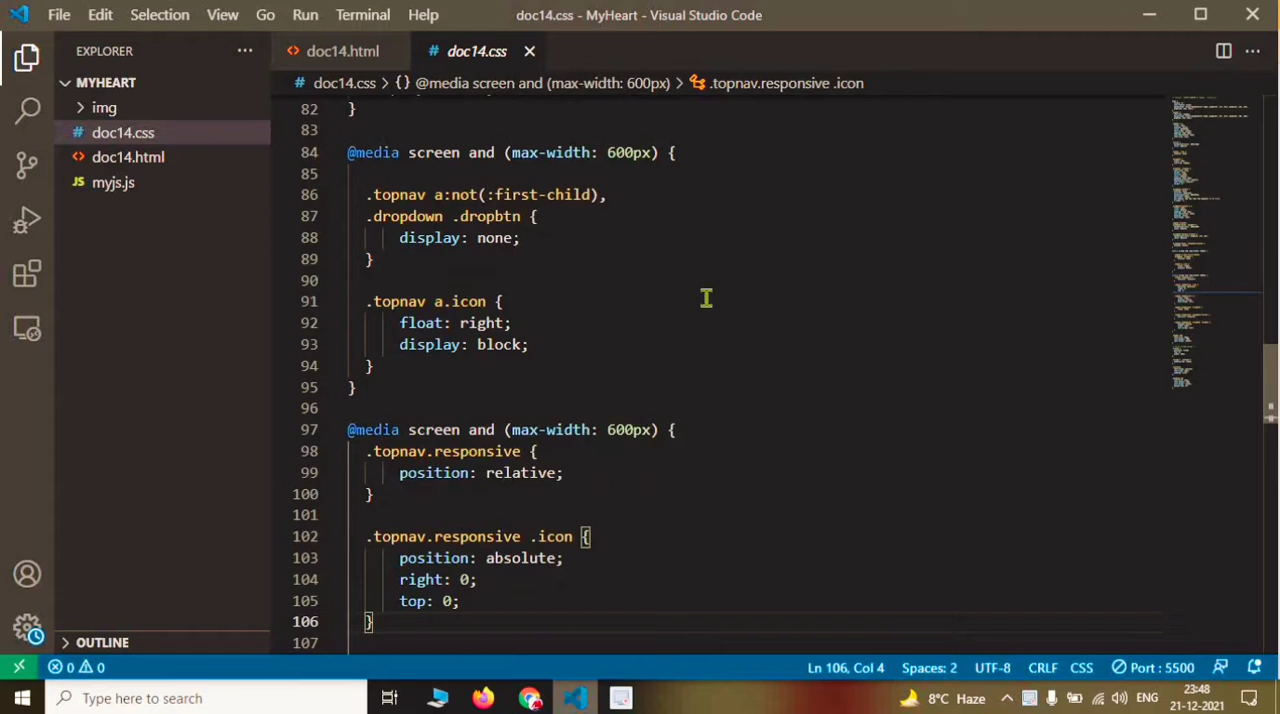 File Edit Selection View Go Run Terminal Help doc14.css - MyHeart - Visual Studio Code
EXPLORER ··· doc14.html # doc14.css
MYHEART
# doc14.css > {} @media screen and (max-width: 600px) > .topnav.responsive .icon
img
# doc14.css
doc14.html
JS myjs.js
82 }
83
84 @media screen and (max-width: 600px) {
85
86 .topnav a:not(:first-child),
87 .dropdown .dropbtn {
88 display: none;
89 }
90
91 .topnav a.icon {
92 float: right;
93 display: block;
94 }
95 }
96
97 @media screen and (max-width: 600px) {
98 .topnav.responsive {
99 position: relative;
100 }
101
102 .topnav.responsive .icon {
103 position: absolute;
104 right: 0;
105 top: 0;
106 }
107
OUTLINE
0 0 Ln 106, Col 4 Spaces: 2 UTF-8 CRLF CSS Port : 5500
Type here to search 8°C Haze ENG 23:48
21-12-2021